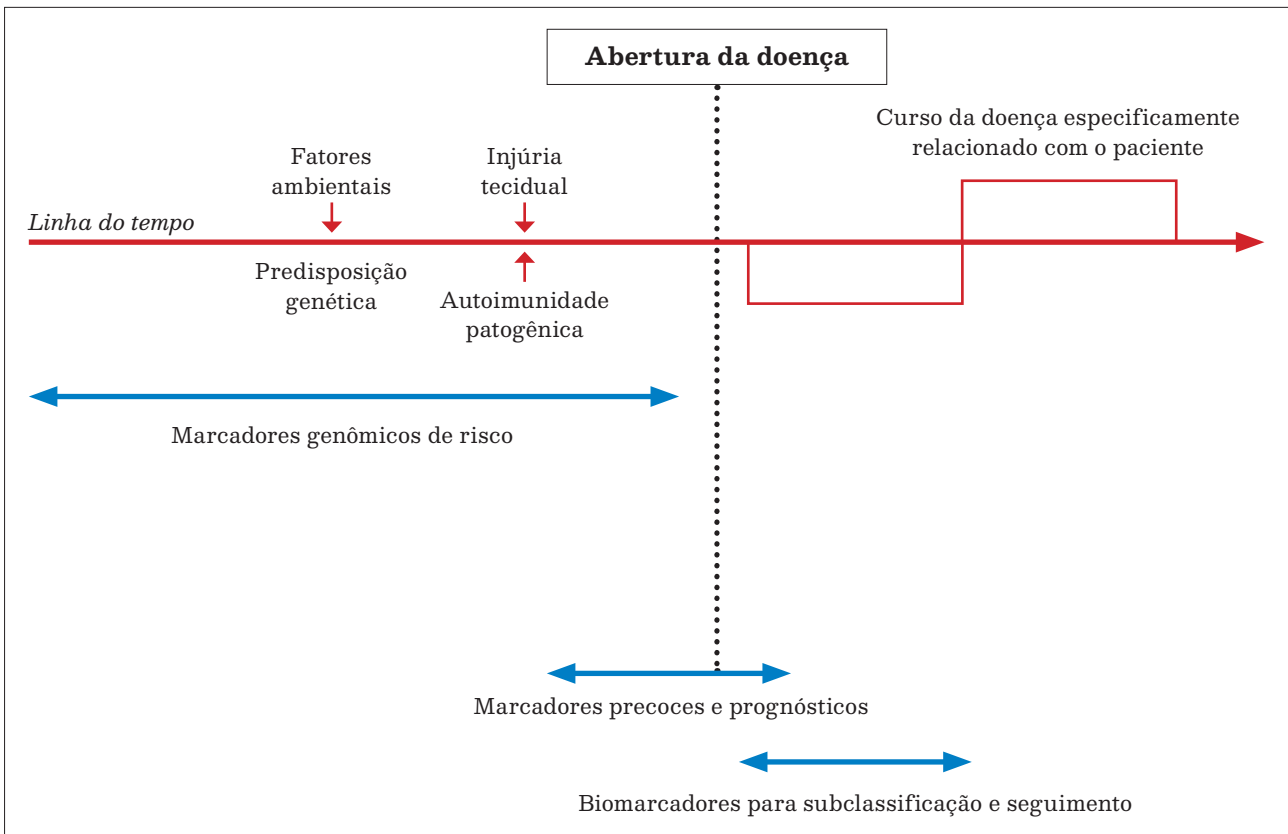 Abertura da doença
Curso da doença especificamente
relacionado com o paciente
Fatores
ambientais
Injúria
tecidual
Linha do tempo
Predisposição
genética
Autoimunidade
patogênica
Marcadores genômicos de risco
Marcadores precoces e prognósticos
Biomarcadores para subclassificação e seguimento